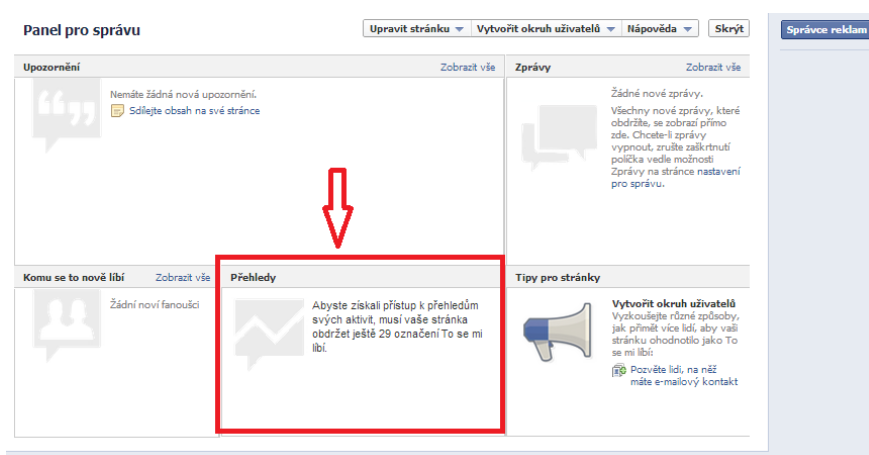 Panel pro správu
Upravit stránku
Vytvořit okruh uživatelů
Nápověda
Skrýt
Správce reklam
Upozornění
Zobrazit vše
Nemáte žádná nová upozornění.
Sdílejte obsah na své stránce
Zprávy
Zobrazit vše
Žádné nové zprávy.
Všechny nové zprávy, které
obdržíte, se zobrazí přímo
zde. Chcete-li zprávy
vypnout, zrušte zaškrtnutí
políčka vedle možnosti
Zprávy na stránce nastavení
pro správu.
Komu se to nově líbí
Zobrazit vše
Žádní noví fanoušci
Přehledy
Abyste získali přístup k přehledům
svých aktivit, musí vaše stránka
obdržet ještě 29 označení To se mi
líbí.
Tipy pro stránky
Vytvořit okruh uživatelů
Vyzkoušejte různé způsoby,
jak přimět více lidí, aby vaši
stránku ohodnotilo jako To
se mi líbí:
Pozvěte lidi, na něž
máte e-mailový kontakt